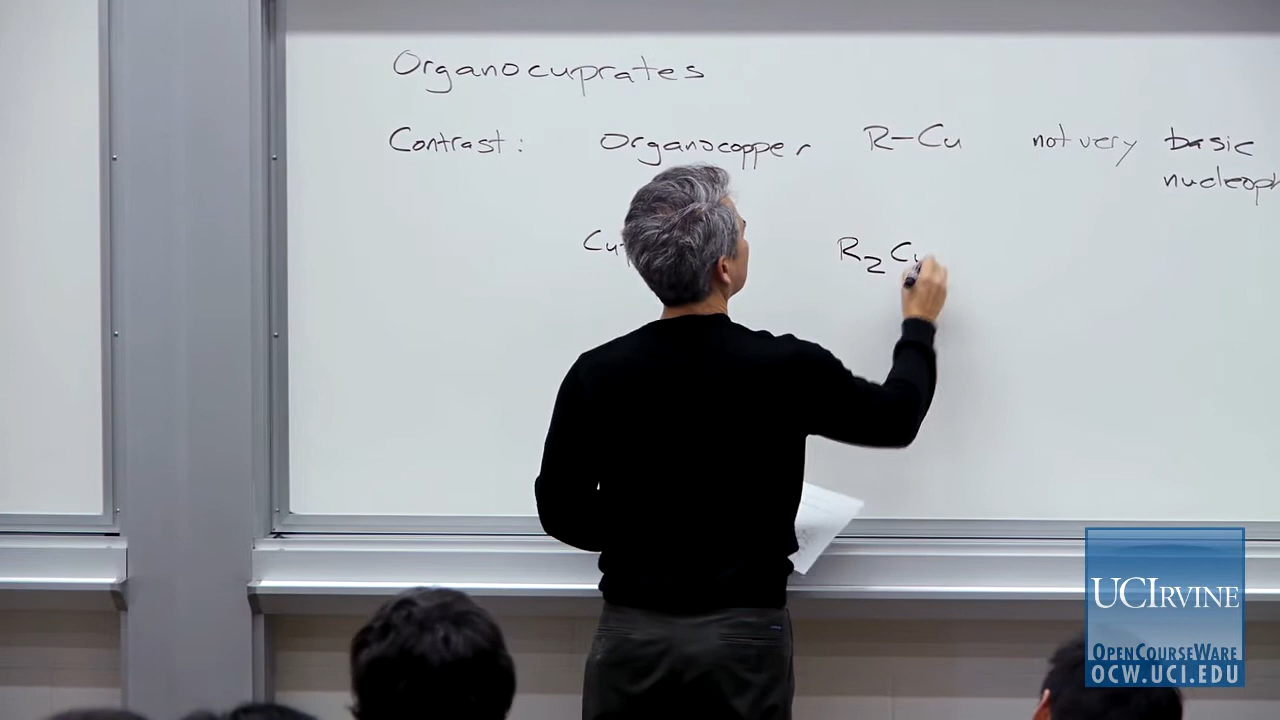 Organocuprates
Contrast: Organocopper R-Cu not very basic
nucleoph
R2Cu
UCIRVINE
OPENCOURSEWARE
OCW.UCI.EDU